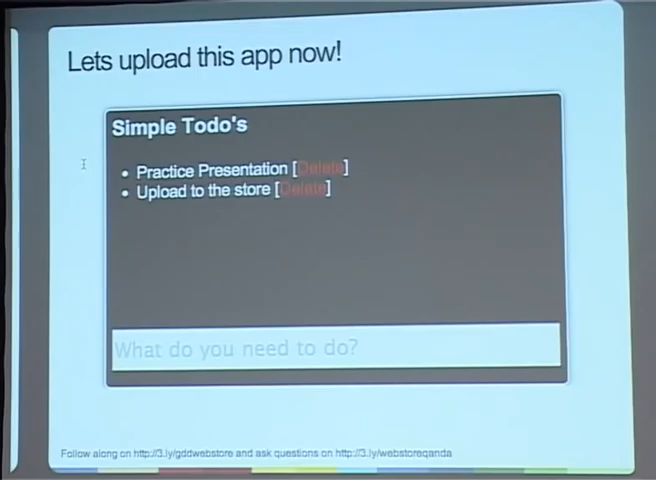 Lets upload this app now!
Simple Todo's
• Practice Presentation [Delete]
• Upload to the store [Delete]
What do you need to do?
Follow along on http://3.ly/gddwebstore and ask questions on http://3.ly/webstoreqanda